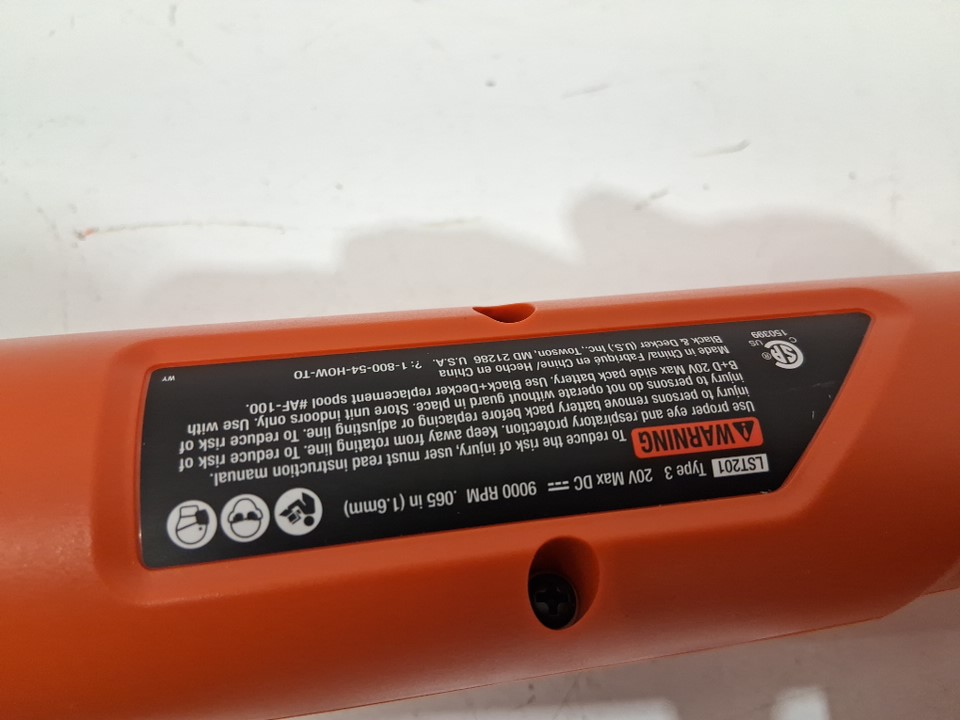 LST201 Type 3 20V Max DC 9000 RPM .065 in (1.6mm)
⚠WARNING To reduce the risk of injury, user must read instruction manual.
Use proper eye and respiratory protection. Keep away from rotating line. To reduce risk of
injury to persons remove battery pack before replacing or adjusting line. To reduce risk of
injury to persons do not operate without guard in place. Store unit indoors only. Use with
B+D 20V Max slide pack battery. Use Black+Decker replacement spool #AF-100.
Made in China/ Fabriqué en Chine/ Hecho en China
Black & Decker (U.S.) Inc., Towson, MD 21286 U.S.A. ?: 1-800-54-HOW-TO
WY
SA ®
C US
150399